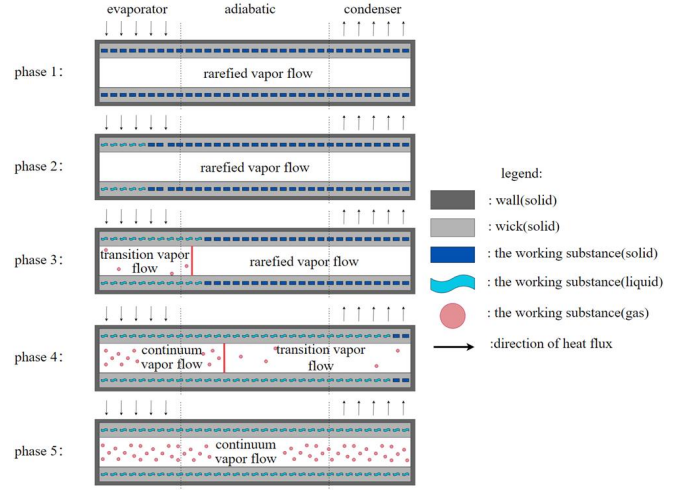 evaporator adiabatic condenser
phase 1:
rarefied vapor flow
phase 2:
rarefied vapor flow
phase 3:
transition vapor
flow
rarefied vapor flow
phase 4:
continuum
vapor flow
transition vapor
flow
phase 5:
continuum
vapor flow
legend:
: wall(solid)
: wick(solid)
: the working substance(solid)
: the working substance(liquid)
: the working substance(gas)
:direction of heat flux